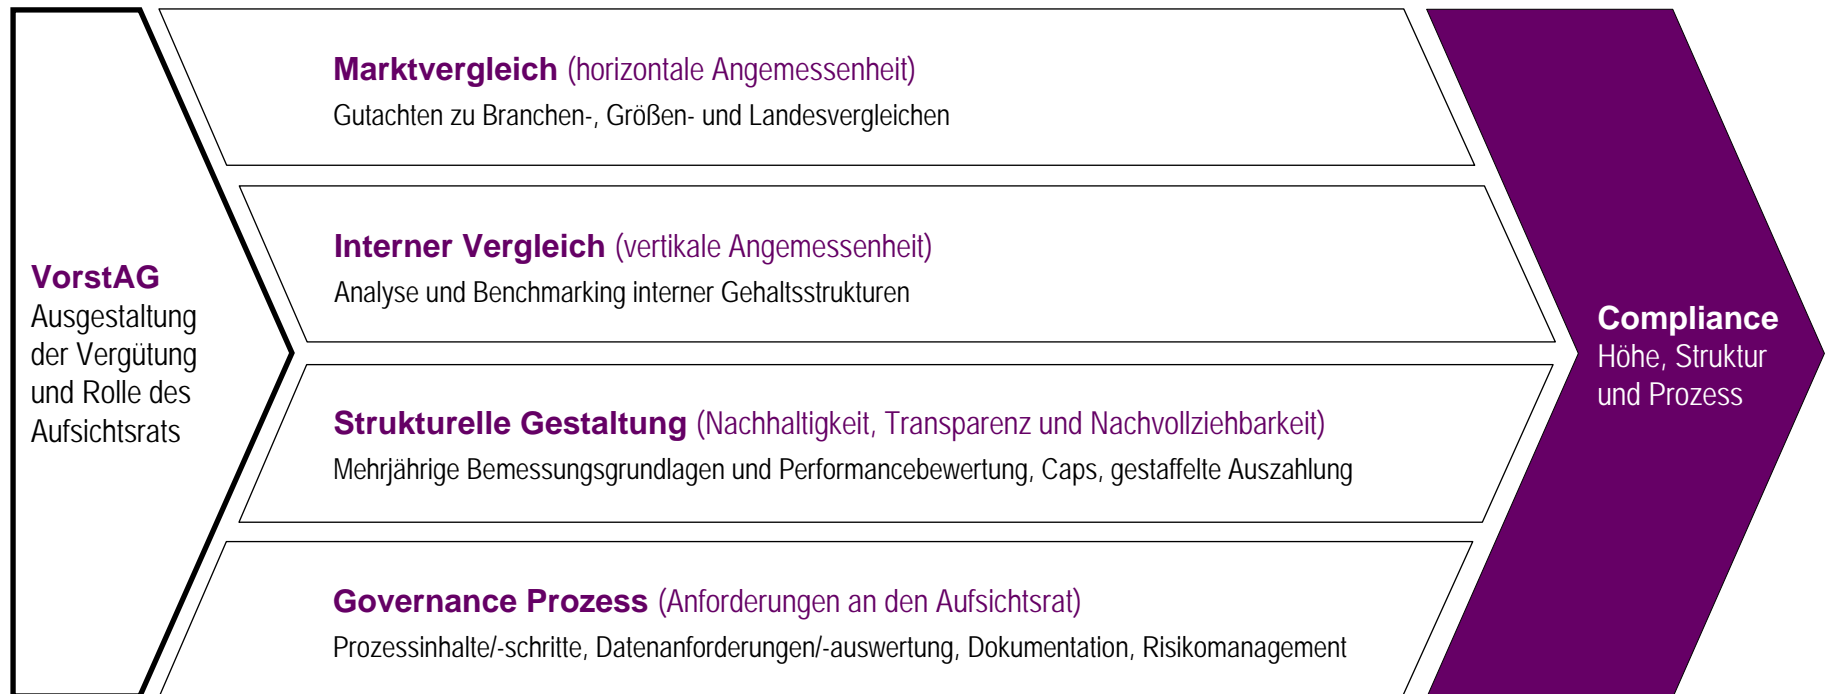 VorstAG
Ausgestaltung
der Vergütung
und Rolle des
Aufsichtsrats
Marktvergleich (horizontale Angemessenheit)
Gutachten zu Branchen-, Größen- und Landesvergleichen
Interner Vergleich (vertikale Angemessenheit)
Analyse und Benchmarking interner Gehaltsstrukturen
Strukturelle Gestaltung (Nachhaltigkeit, Transparenz und Nachvollziehbarkeit)
Mehrjährige Bemessungsgrundlagen und Performancebewertung, Caps, gestaffelte Auszahlung
Governance Prozess (Anforderungen an den Aufsichtsrat)
Prozessinhalte/-schritte, Datenanforderungen/-auswertung, Dokumentation, Risikomanagement
Compliance
Höhe, Struktur
und Prozess